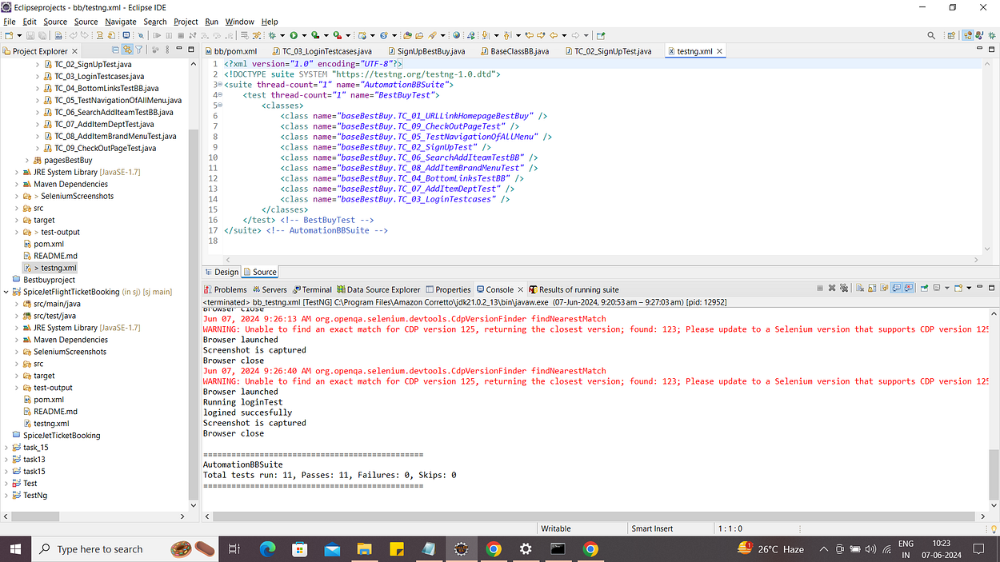 Eclipseprojects - bb/testng.xml - Eclipse IDE
File Edit Source Source Navigate Search Project Run Window Help
Project Explorer
bb/pom.xml TC_03_LoginTestcases.java SignUpBestBuy.java BaseClassBB.java TC_02_SignUpTest.java testng.xml
TC_02_SignUpTest.java
TC_03_LoginTestcases.java
TC_04_BottomLinksTestBB.java
TC_05_TestNavigationOfAllMenu.java
TC_06_SearchAddIteamTestBB.java
TC_07_AddItemDeptTest.java
TC_08_AddItemBrandMenuTest.java
TC_09_CheckOutPageTest.java
pagesBestBuy
JRE System Library [JavaSE-1.7]
Maven Dependencies
> SeleniumScreenshots
src
target
> test-output
pom.xml
README.md
> testng.xml
Bestbuyproject
SpiceJetFlightTicketBooking (in sj) [sj main]
src/main/java
src/test/java
JRE System Library [JavaSE-1.7]
Maven Dependencies
SeleniumScreenshots
src
target
test-output
pom.xml
README.md
testng.xml
SpiceJetTicketBooking
task_15
task13
task15
Test
TestNg
1 <?xml version="1.0" encoding="UTF-8"?>
2 <!DOCTYPE suite SYSTEM "https://testng.org/testng-1.0.dtd">
3 <suite thread-count="1" name="AutomationBBSuite">
4 <test thread-count="1" name="BestBuyTest">
5 <classes>
6 <class name="baseBestBuy.TC_01_URLLinkHomepageBestBuy" />
7 <class name="baseBestBuy.TC_09_CheckOutPageTest" />
8 <class name="baseBestBuy.TC_05_TestNavigationOfAllMenu" />
9 <class name="baseBestBuy.TC_02_SignUpTest" />
10 <class name="baseBestBuy.TC_06_SearchAddIteamTestBB" />
11 <class name="baseBestBuy.TC_08_AddItemBrandMenuTest" />
12 <class name="baseBestBuy.TC_04_BottomLinksTestBB" />
13 <class name="baseBestBuy.TC_07_AddItemDeptTest" />
14 <class name="baseBestBuy.TC_03_LoginTestcases" />
15 </classes>
16 </test> <!-- BestBuyTest -->
17 </suite> <!-- AutomationBBSuite -->
18
Design Source
Problems Servers Terminal Data Source Explorer Properties Console Results of running suite
<terminated> bb_testng.xml [TestNG] C:\Program Files\Amazon Corretto\jdk21.0.2_13\bin\javaw.exe (07-Jun-2024, 9:20:53 am – 9:27:03 am) [pid: 12952]
Browser close
Jun 07, 2024 9:26:13 AM org.openqa.selenium.devtools.CdpVersionFinder findNearestMatch
WARNING: Unable to find an exact match for CDP version 125, returning the closest version; found: 123; Please update to a Selenium version that supports CDP version 125
Browser launched
Screenshot is captured
Browser close
Jun 07, 2024 9:26:40 AM org.openqa.selenium.devtools.CdpVersionFinder findNearestMatch
WARNING: Unable to find an exact match for CDP version 125, returning the closest version; found: 123; Please update to a Selenium version that supports CDP version 125
Browser launched
Running loginTest
logined succesfully
Screenshot is captured
Browser close
===============================================
AutomationBBSuite
Total tests run: 11, Passes: 11, Failures: 0, Skips: 0
===============================================
Writable Smart Insert 1 : 1 : 0
Type here to search
26°C Haze
ENG
IN
10:23
07-06-2024